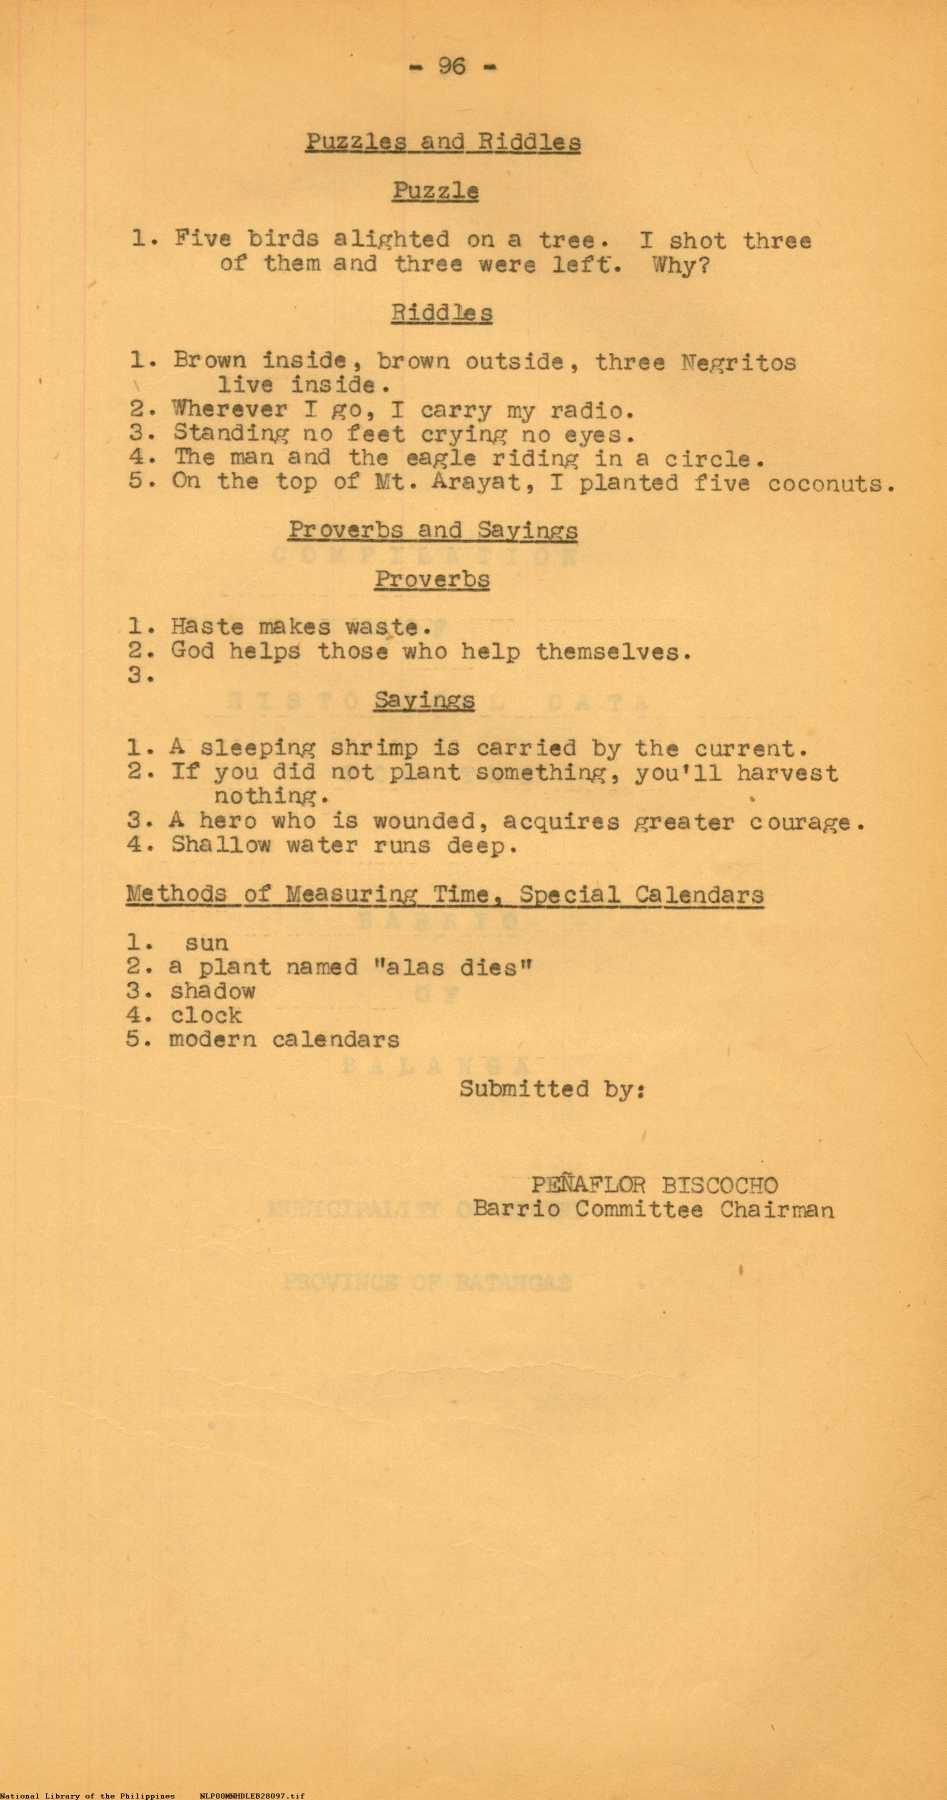 - 96 -
Puzzles and Riddles
Puzzle
1. Five birds alighted on a tree. I shot three
of them and three were left. Why?
Riddles
1. Brown inside, brown outside, three Negritos
live inside.
2. Wherever I go, I carry my radio.
3. Standing no feet crying no eyes.
4. The man and the eagle riding in a circle.
5. On the top of Mt. Arayat, I planted five coconuts.
Proverbs and Sayings
Proverbs
1. Haste makes waste.
2. God helps those who help themselves.
3.
Sayings
1. A sleeping shrimp is carried by the current.
2. If you did not plant something, you'll harvest
nothing.
3. A hero who is wounded, acquires greater courage.
4. Shallow water runs deep.
Methods of Measuring Time, Special Calendars
1. sun
2. a plant named "alas dies"
3. shadow
4. clock
5. modern calendars
Submitted by:
PEÑAFLOR BISCOCHO
Barrio Committee Chairman
National Library of the Philippines NLP00MNHDLEB28097.tif